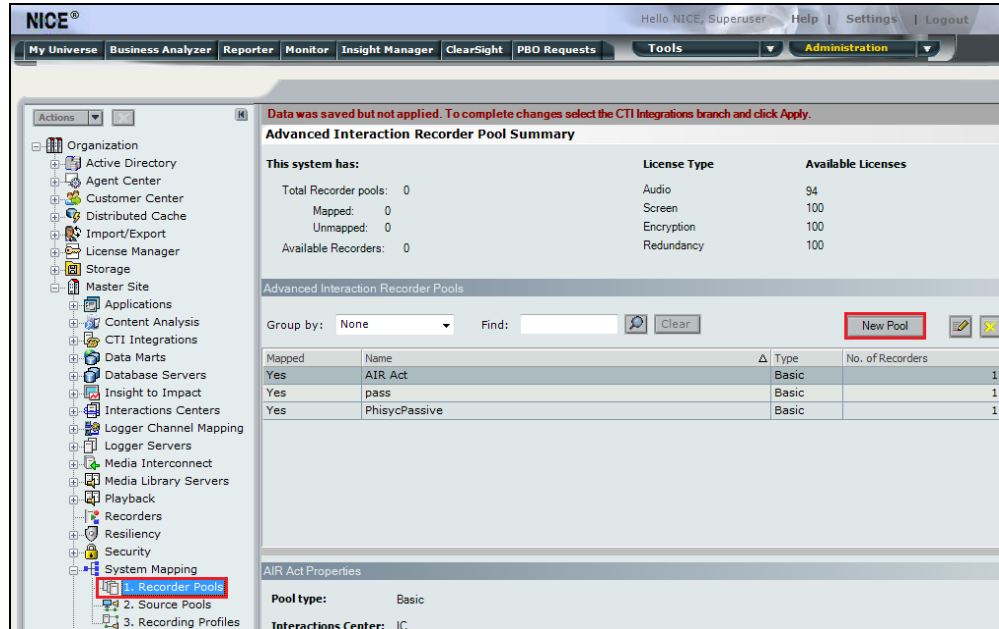 NICE®
Hello NICE, Superuser Help | Settings | Logout
My Universe Business Analyzer Reporter Monitor Insight Manager ClearSight PBO Requests Tools Administration
Actions
Organization
Active Directory
Agent Center
Customer Center
Distributed Cache
Import/Export
License Manager
Storage
Master Site
Applications
Content Analysis
CTI Integrations
Data Marts
Database Servers
Insight to Impact
Interactions Centers
Logger Channel Mapping
Logger Servers
Media Interconnect
Media Library Servers
Playback
Recorders
Resiliency
Security
System Mapping
1. Recorder Pools
2. Source Pools
3. Recording Profiles
Data was saved but not applied. To complete changes select the CTI Integrations branch and click Apply.
Advanced Interaction Recorder Pool Summary
This system has:
Total Recorder pools: 0
Mapped: 0
Unmapped: 0
Available Recorders: 0
License Type Available Licenses
Audio 94
Screen 100
Encryption 100
Redundancy 100
Advanced Interaction Recorder Pools
Group by: None Find: Clear New Pool
Mapped Name Type No. of Recorders
Yes AIR Act Basic 1
Yes pass Basic 1
Yes PhisycPassive Basic 1
AIR Act Properties
Pool type: Basic
Interactions Center: IC